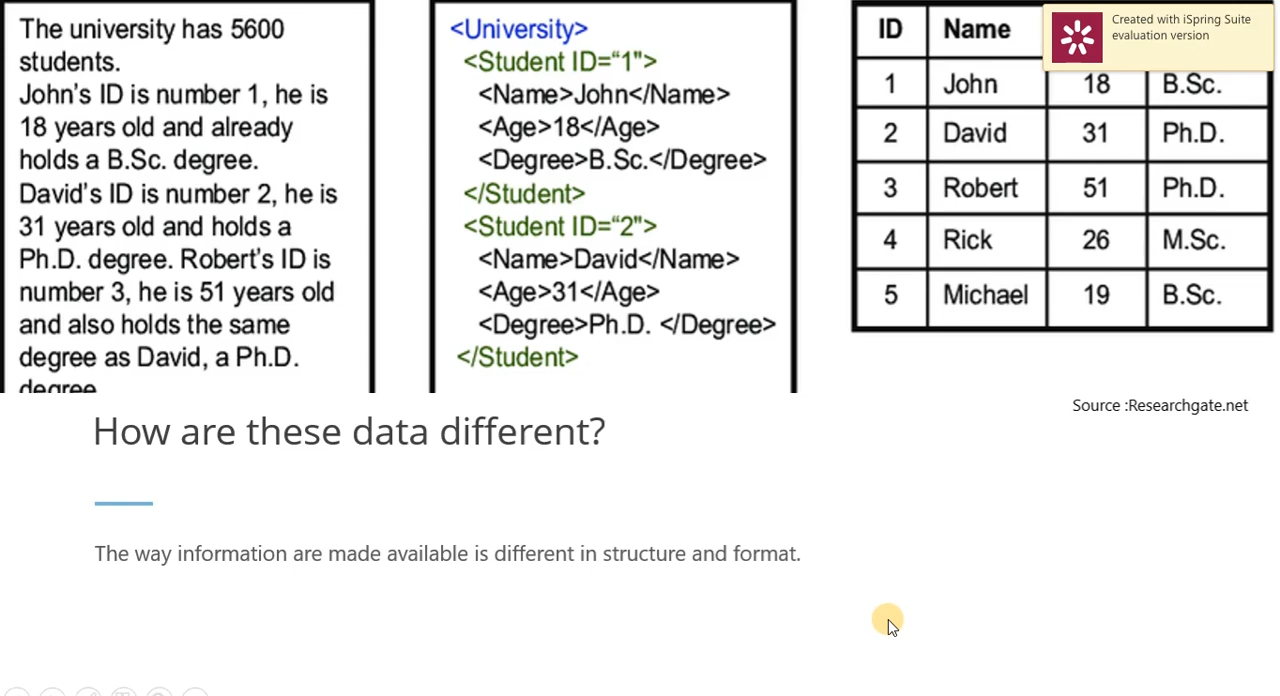 The university has 5600
students.
John's ID is number 1, he is
18 years old and already
holds a B.Sc. degree.
David's ID is number 2, he is
31 years old and holds a
Ph.D. degree. Robert's ID is
number 3, he is 51 years old
and also holds the same
degree as David, a Ph.D.
degree
<University>
<Student ID=“1">
<Name>John</Name>
<Age>18</Age>
<Degree>B.Sc.</Degree>
</Student>
<Student ID=“2">
<Name>David</Name>
<Age>31</Age>
<Degree>Ph.D. </Degree>
</Student>
ID Name
1 John 18 B.Sc.
2 David 31 Ph.D.
3 Robert 51 Ph.D.
4 Rick 26 M.Sc.
5 Michael 19 B.Sc.
Created with iSpring Suite
evaluation version
Source :Researchgate.net
How are these data different?
The way information are made available is different in structure and format.